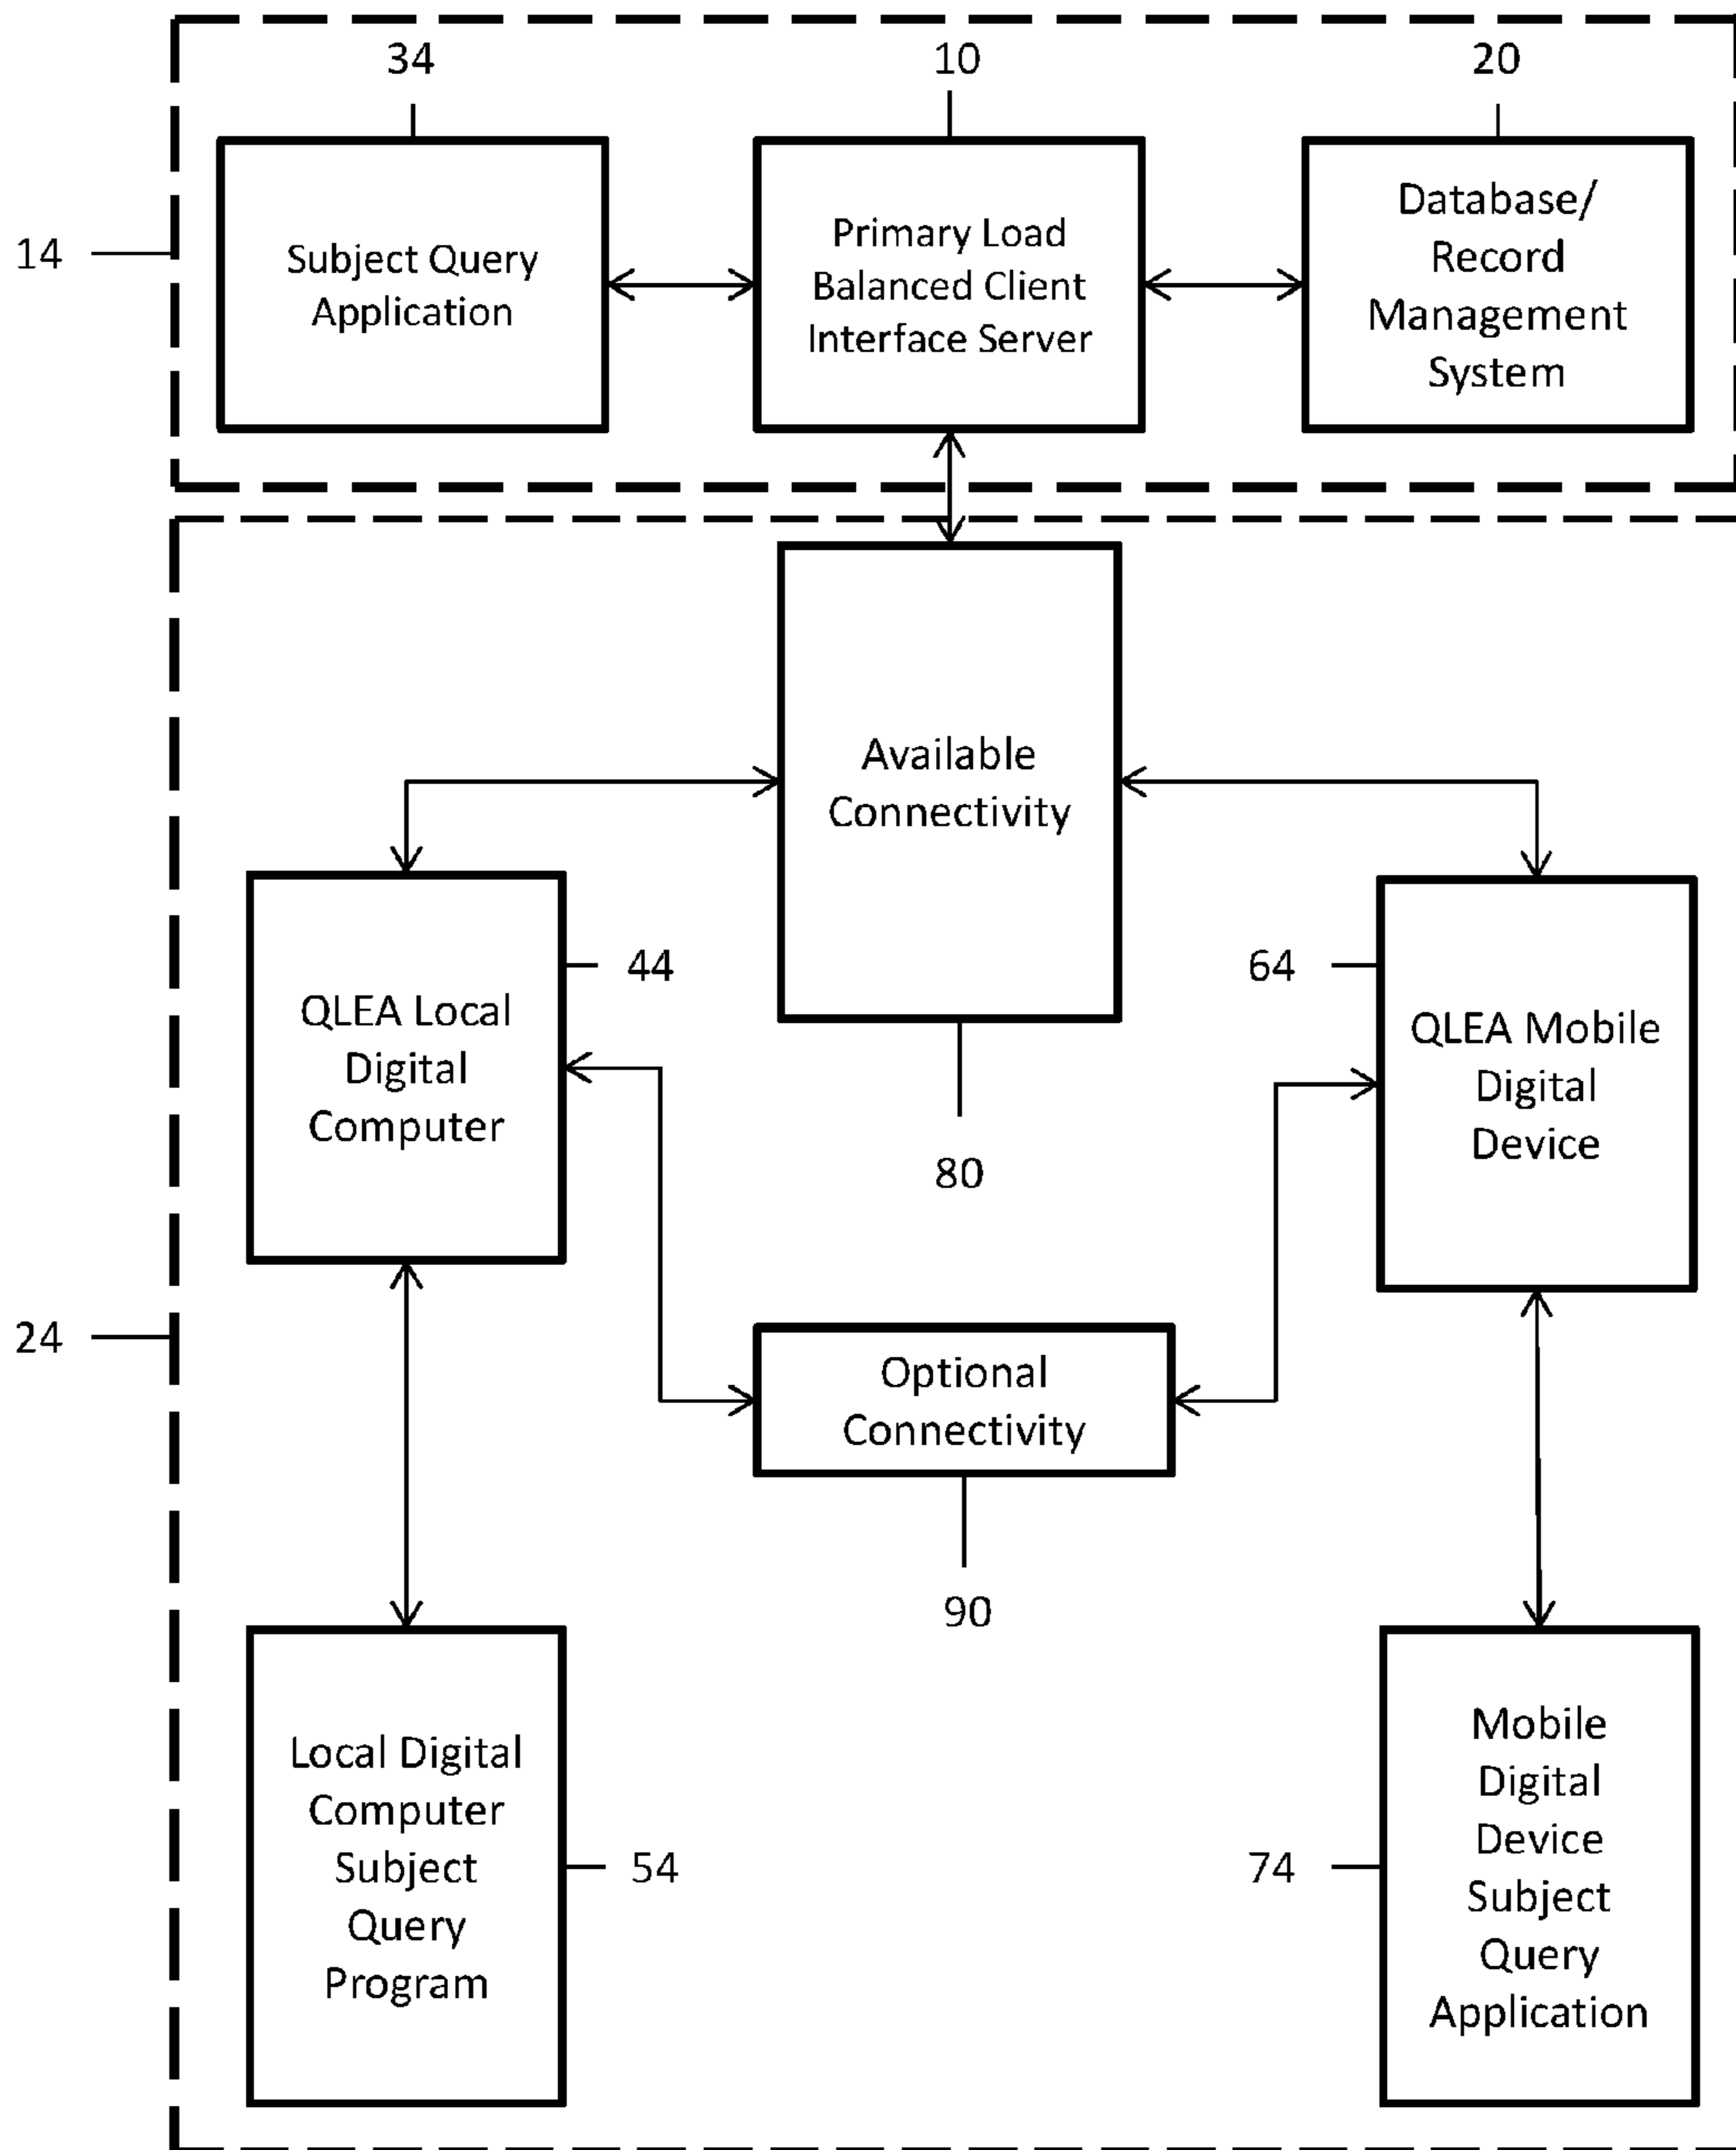 34
10
20
14
Subject Query
Application
Primary Load
Balanced Client
Interface Server
Database/
Record
Management
System
Available
Connectivity
44
64
QLEA Local
Digital
Computer
QLEA Mobile
Digital
Device
80
24
Optional
Connectivity
90
Local Digital
Computer
Subject
Query
Program
54
74
Mobile
Digital
Device
Subject
Query
Application